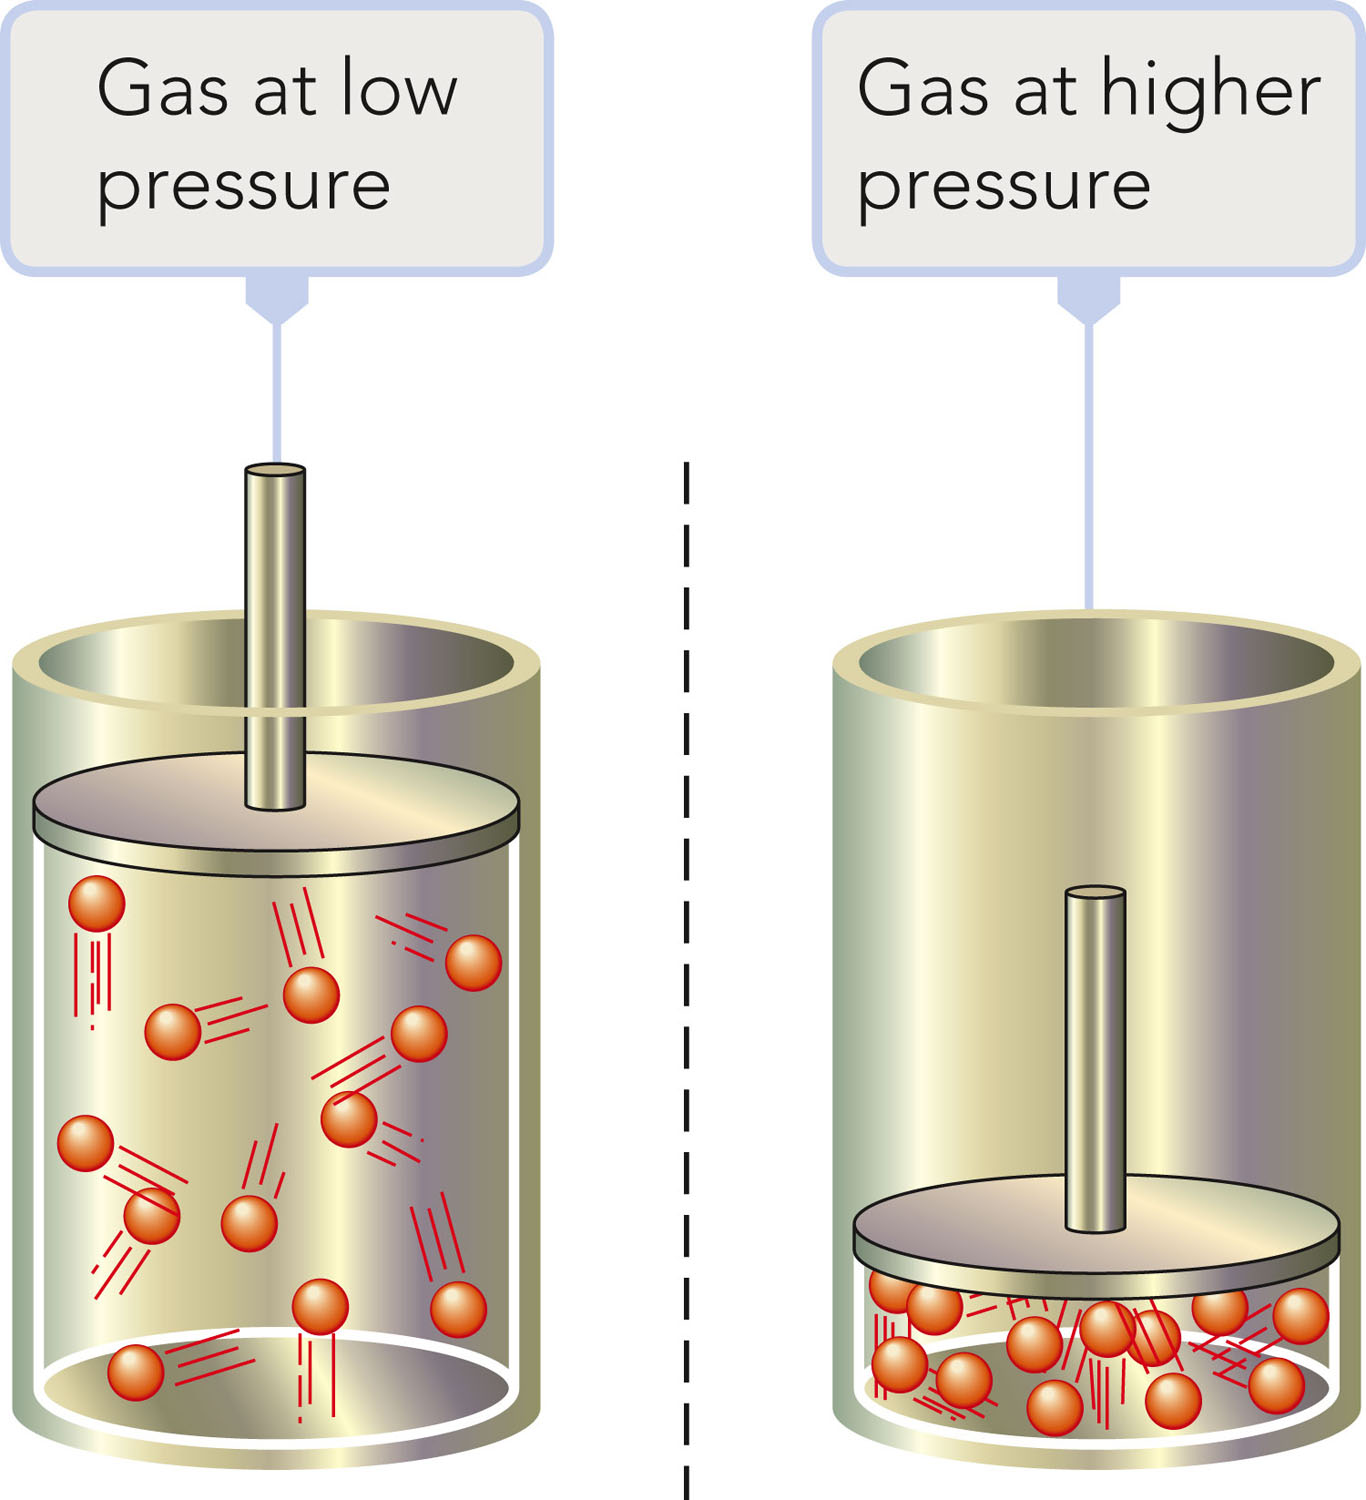 Gas at low
pressure
Gas at higher
pressure